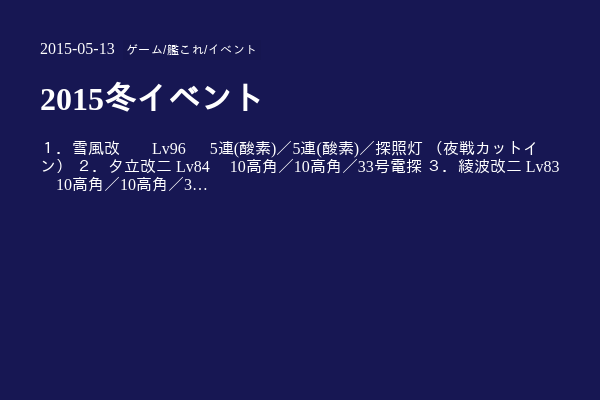 2015-05-13 ゲーム/艦これ/イベント
2015冬イベント
１．雪風改　　Lv96　 5連(酸素)／5連(酸素)／探照灯 （夜戦カットイ
ン） ２．夕立改二 Lv84　 10高角／10高角／33号電探 ３．綾波改二 Lv83
　10高角／10高角／3…